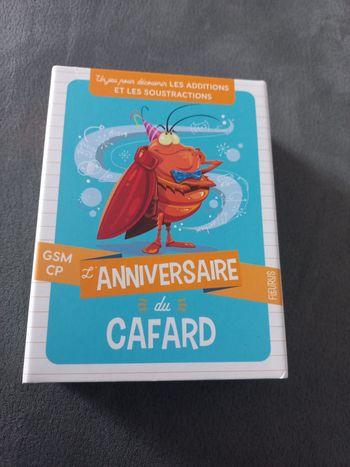 Un jeu pour découvrir LES ADDITIONS
ET LES SOUSTRACTIONS
GSM
CP
L'ANNIVERSAIRE
du
CAFARD
FLEURUS